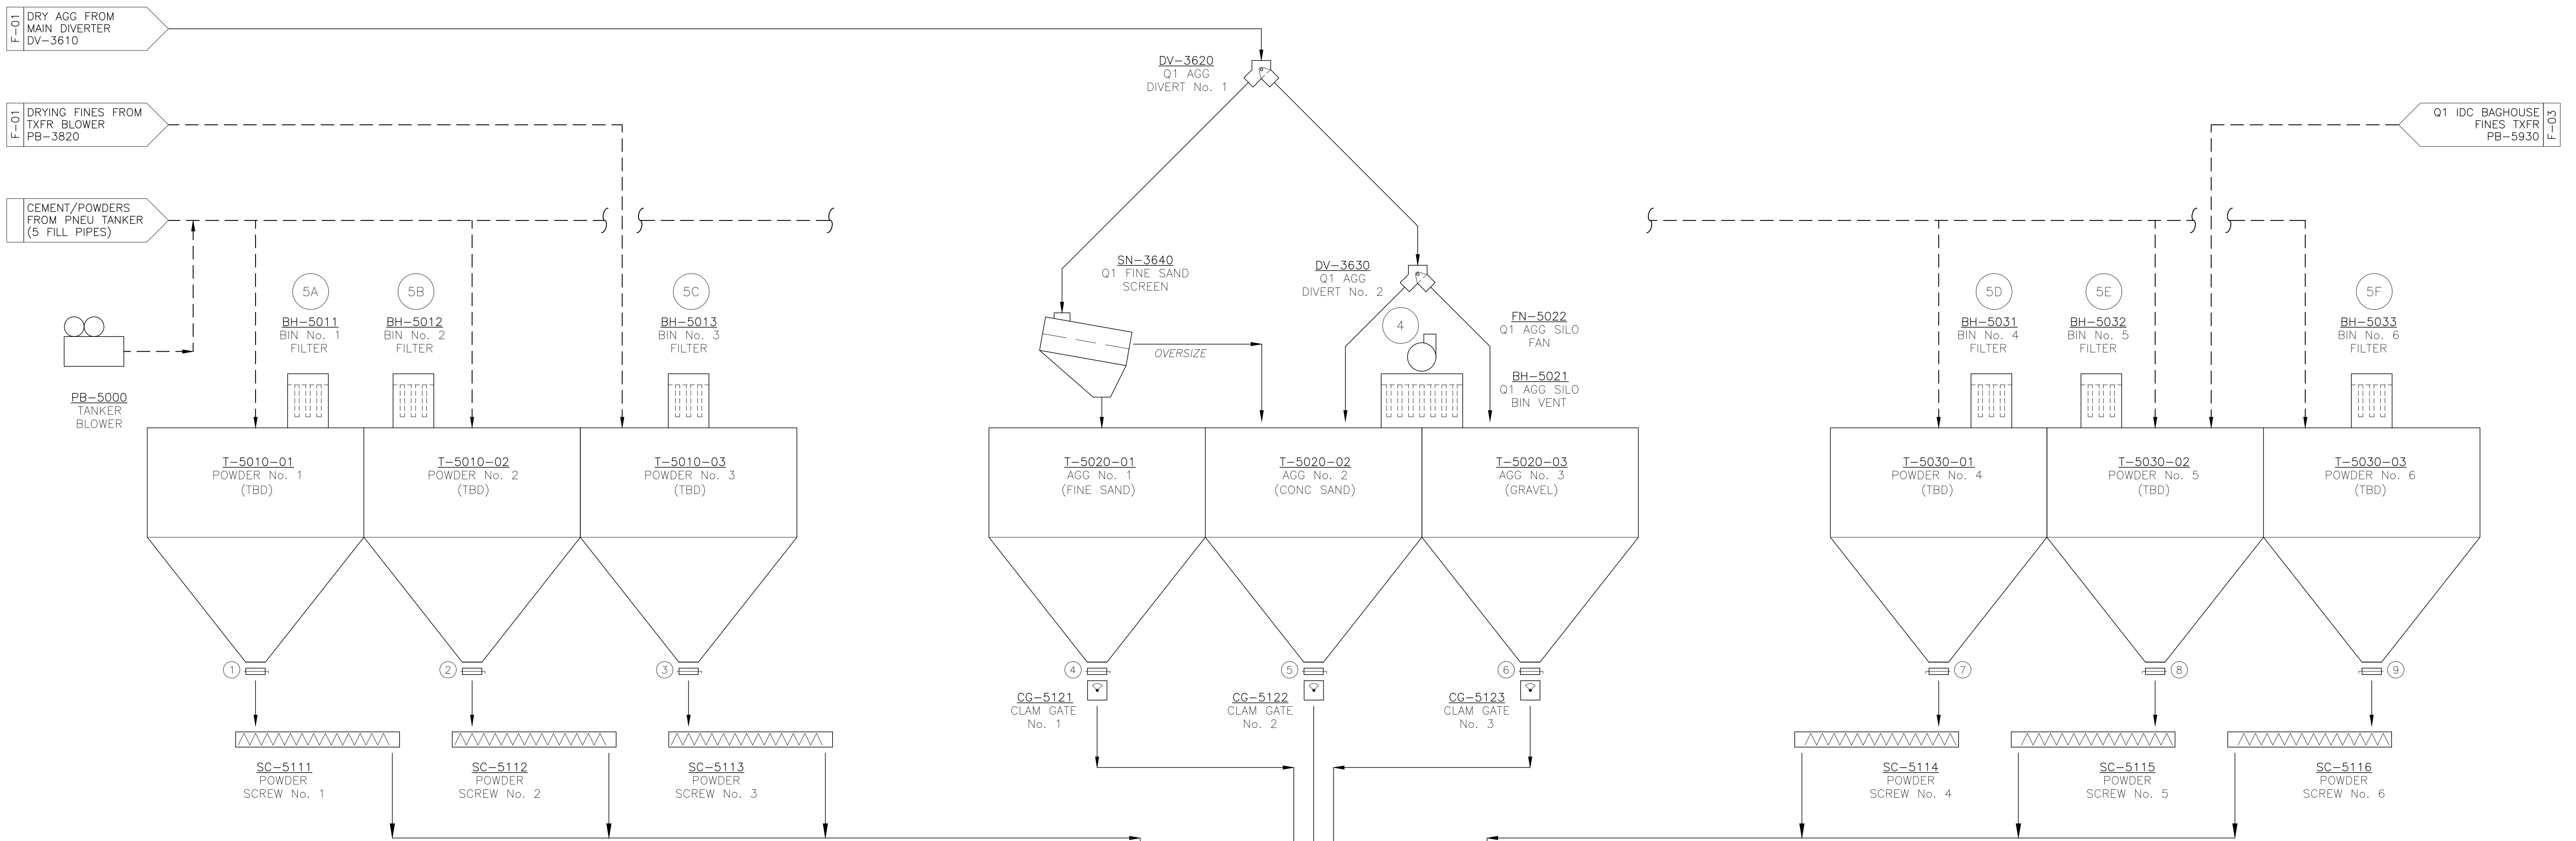 F-01
DRY AGG FROM
MAIN DIVERTER
DV-3610
DV-3620
Q1 AGG
DIVERT No. 1
F-01
DRYING FINES FROM
TXFR BLOWER
PB-3820
Q1 IDC BAGHOUSE
FINES TXFR
PB-5930
F-03
CEMENT/POWDERS
FROM PNEU TANKER
(5 FILL PIPES)
SN-3640
Q1 FINE SAND
SCREEN
DV-3630
Q1 AGG
DIVERT No. 2
5A
BH-5011
BIN No. 1
FILTER
5B
BH-5012
BIN No. 2
FILTER
5C
BH-5013
BIN No. 3
FILTER
4
FN-5022
Q1 AGG SILO
FAN
OVERSIZE
BH-5021
Q1 AGG SILO
BIN VENT
5D
BH-5031
BIN No. 4
FILTER
5E
BH-5032
BIN No. 5
FILTER
5F
BH-5033
BIN No. 6
FILTER
PB-5000
TANKER
BLOWER
T-5010-01
POWDER No. 1
(TBD)
T-5010-02
POWDER No. 2
(TBD)
T-5010-03
POWDER No. 3
(TBD)
T-5020-01
AGG No. 1
(FINE SAND)
T-5020-02
AGG No. 2
(CONC SAND)
T-5020-03
AGG No. 3
(GRAVEL)
T-5030-01
POWDER No. 4
(TBD)
T-5030-02
POWDER No. 5
(TBD)
T-5030-03
POWDER No. 6
(TBD)
1
2
3
4
5
6
7
8
9
CG-5121
CLAM GATE
No. 1
CG-5122
CLAM GATE
No. 2
CG-5123
CLAM GATE
No. 3
SC-5111
POWDER
SCREW No. 1
SC-5112
POWDER
SCREW No. 2
SC-5113
POWDER
SCREW No. 3
SC-5114
POWDER
SCREW No. 4
SC-5115
POWDER
SCREW No. 5
SC-5116
POWDER
SCREW No. 6